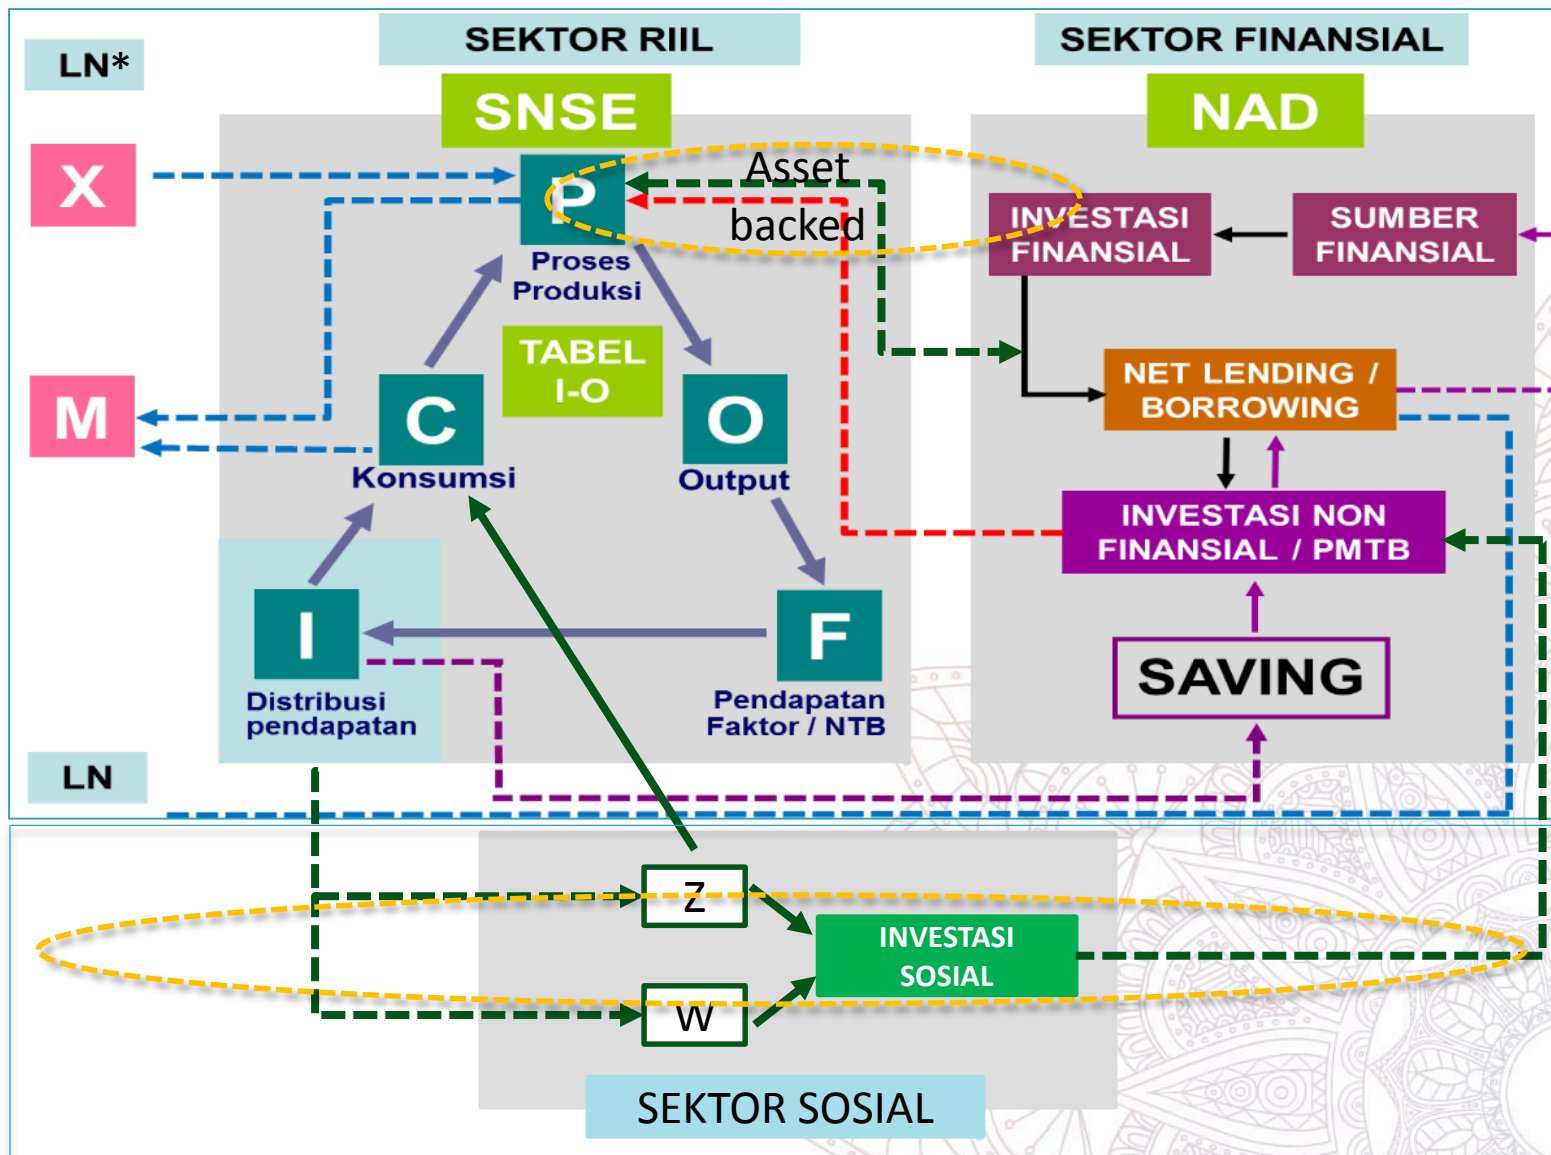 SEKTOR RIIL
SEKTOR FINANSIAL
LN*
SNSE
NAD
X
P
Asset
backed
INVESTASI
FINANSIAL
SUMBER
FINANSIAL
Proses
Produksi
TABEL
I-O
NET LENDING /
BORROWING
M
C
O
Konsumsi
Output
INVESTASI NON
FINANSIAL / PMTB
I
F
SAVING
Distribusi
pendapatan
Pendapatan
Faktor / NTB
LN
Z
INVESTASI
SOSIAL
W
SEKTOR SOSIAL